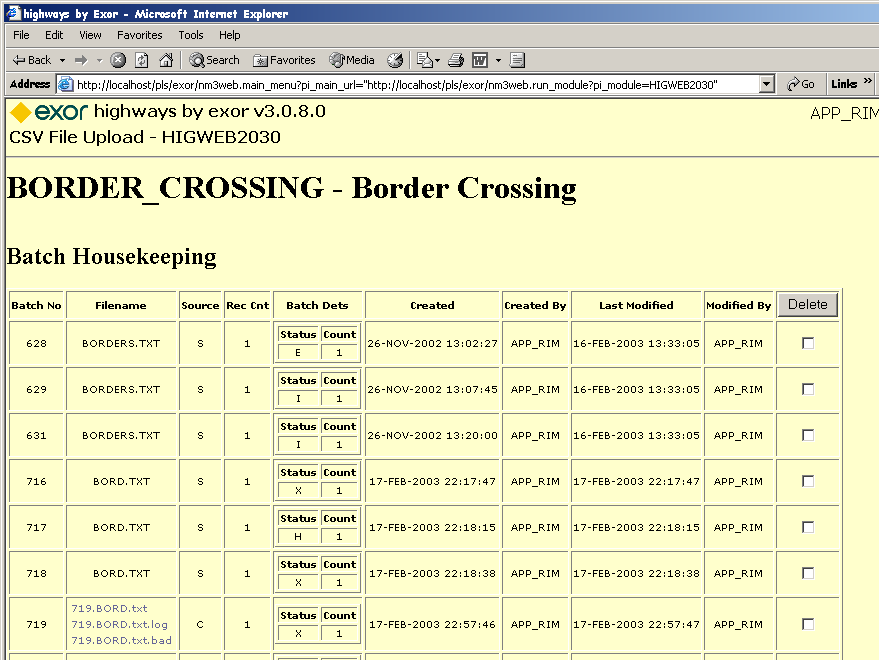 highways by Exor - Microsoft Internet Explorer
File Edit View Favorites Tools Help
Back Search Favorites Media
Address http://localhost/pls/exor/nm3web.main_menu?pi_main_url="http://localhost/pls/exor/nm3web.run_module?pi_module=HIGWEB2030" Go Links »
exor highways by exor v3.0.8.0 APP_RIM
CSV File Upload - HIGWEB2030
BORDER_CROSSING - Border Crossing
Batch Housekeeping
Batch No Filename Source Rec Cnt Batch Dets Created Created By Last Modified Modified By Delete
Status Count
628 BORDERS.TXT S 1 E 1 26-NOV-2002 13:02:27 APP_RIM 16-FEB-2003 13:33:05 APP_RIM
Status Count
629 BORDERS.TXT S 1 I 1 26-NOV-2002 13:07:45 APP_RIM 16-FEB-2003 13:33:05 APP_RIM
Status Count
631 BORDERS.TXT S 1 I 1 26-NOV-2002 13:20:00 APP_RIM 16-FEB-2003 13:33:05 APP_RIM
Status Count
716 BORD.TXT S 1 X 1 17-FEB-2003 22:17:47 APP_RIM 17-FEB-2003 22:17:47 APP_RIM
Status Count
717 BORD.TXT S 1 H 1 17-FEB-2003 22:18:15 APP_RIM 17-FEB-2003 22:18:15 APP_RIM
Status Count
718 BORD.TXT S 1 X 1 17-FEB-2003 22:18:38 APP_RIM 17-FEB-2003 22:18:38 APP_RIM
719.BORD.txt
Status Count
719 719.BORD.txt.log C 1 X 1 17-FEB-2003 22:57:46 APP_RIM 17-FEB-2003 22:57:47 APP_RIM
719.BORD.txt.bad